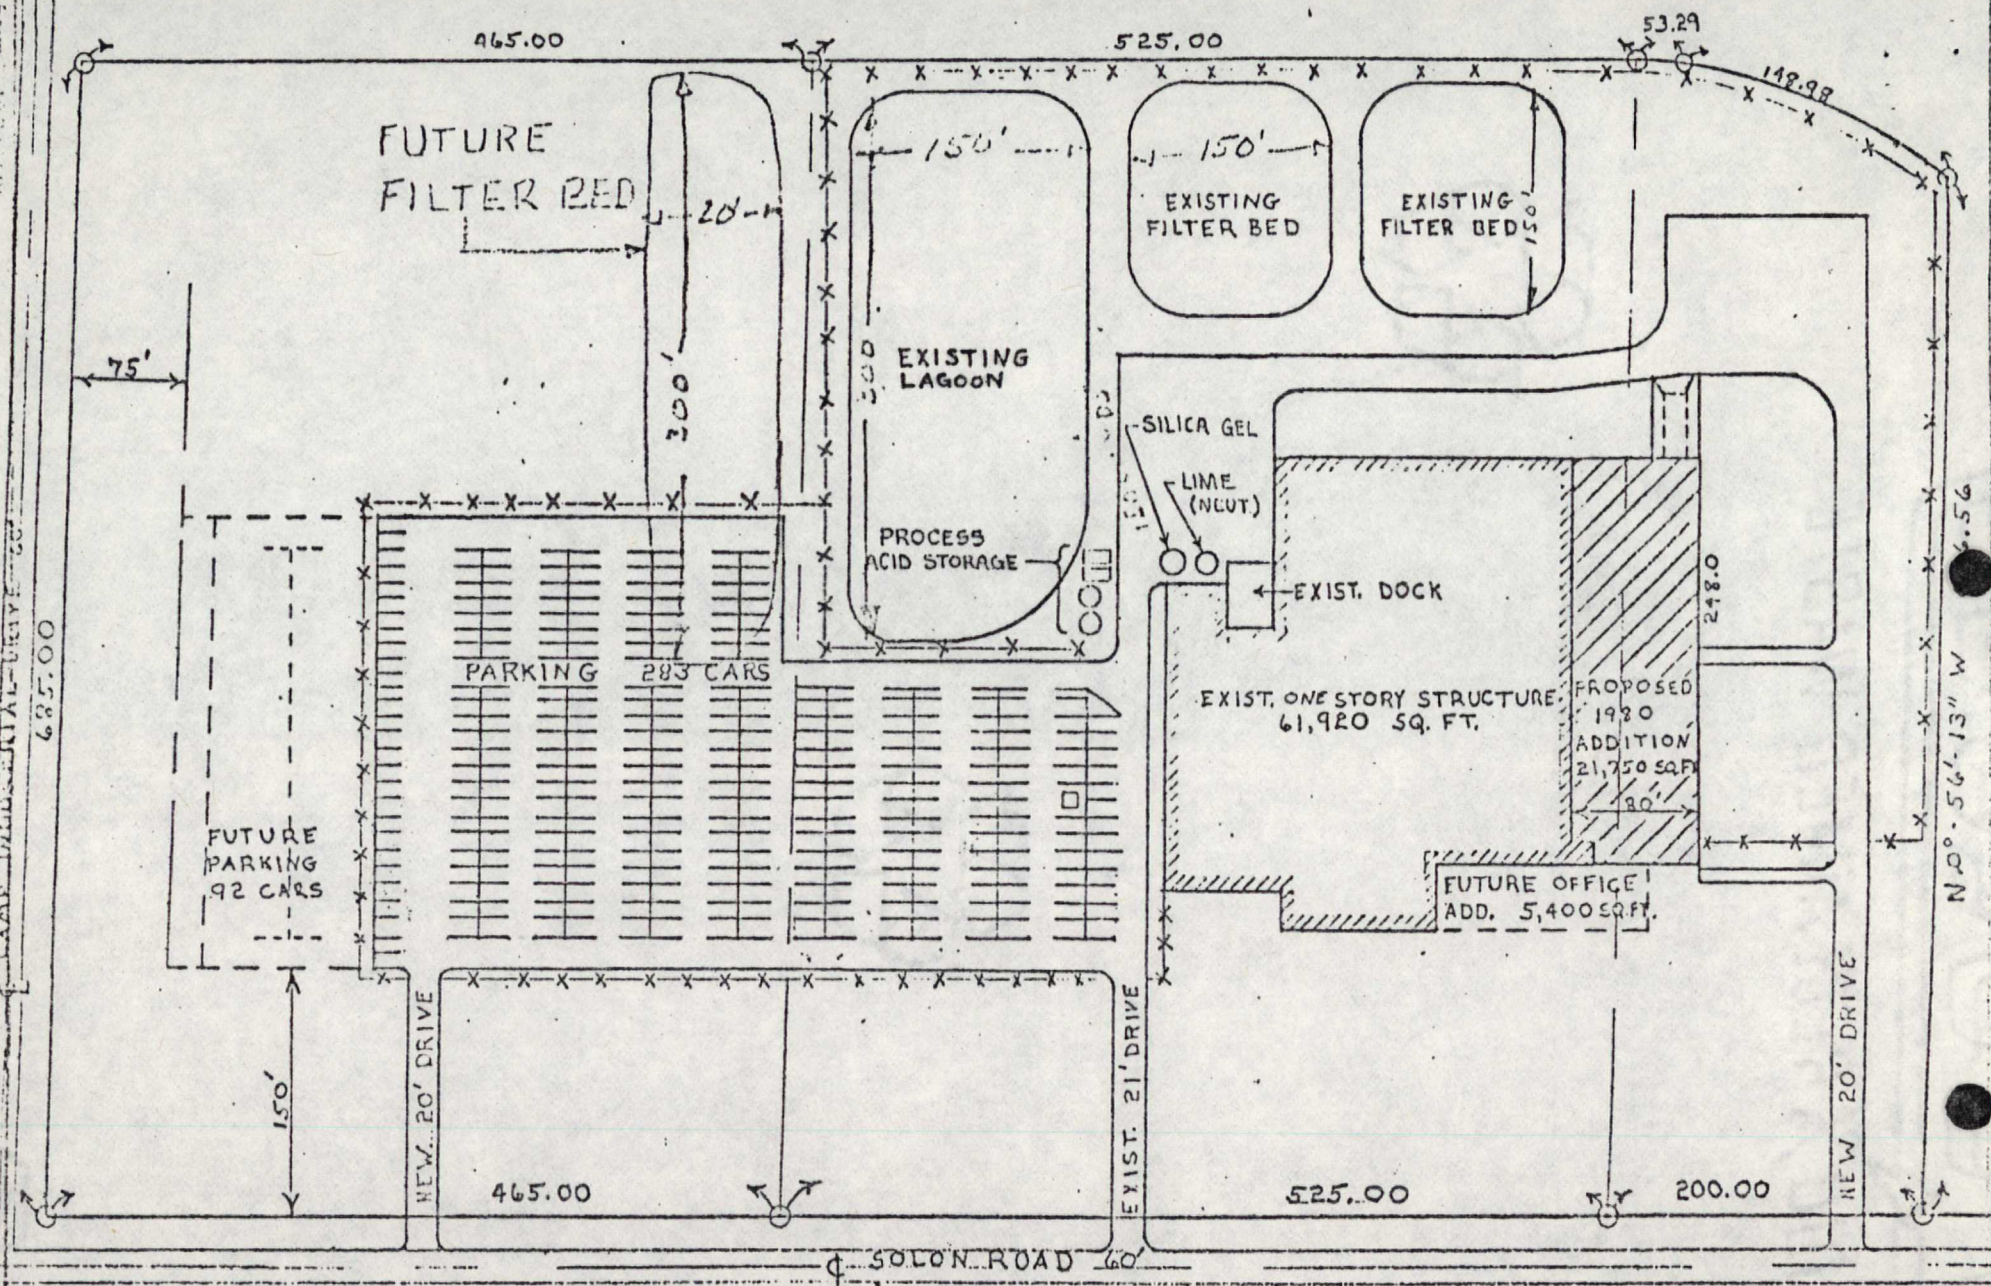 465.00
525.00
53.29
148.98
FUTURE
FILTER BED
20'
300'
150'
300
EXISTING
LAGOON
150'
EXISTING
FILTER BED
EXISTING
FILTER BED
150'
75'
SILICA GEL
LIME
(NEUT.)
PROCESS
ACID STORAGE
EXIST. DOCK
248.0
685.00
PARKING 283 CARS
EXIST. ONE STORY STRUCTURE
61,920 SQ. FT.
PROPOSED
1980
ADDITION
21,750 SQ.FT
80'
FUTURE
PARKING
92 CARS
FUTURE OFFICE
ADD. 5,400 SQ.FT.
N.0°-56'-13" W
6.56
150'
NEW 20' DRIVE
EXIST. 21' DRIVE
NEW 20' DRIVE
465.00
525.00
200.00
℄ SOLON ROAD 60'